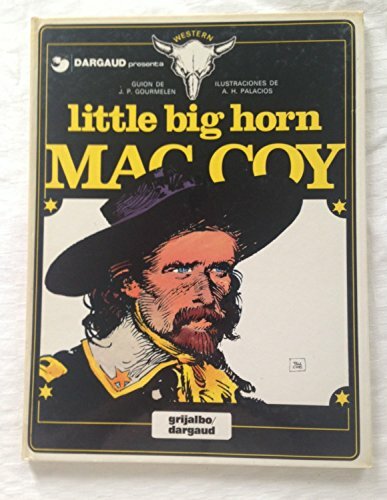 WESTERN
DARGAUD presenta
GUION DE
J. P. GOURMELEN
ILUSTRACIONES DE
A. H. PALACIOS
little big horn
MAC COY
grijalbo/
dargaud